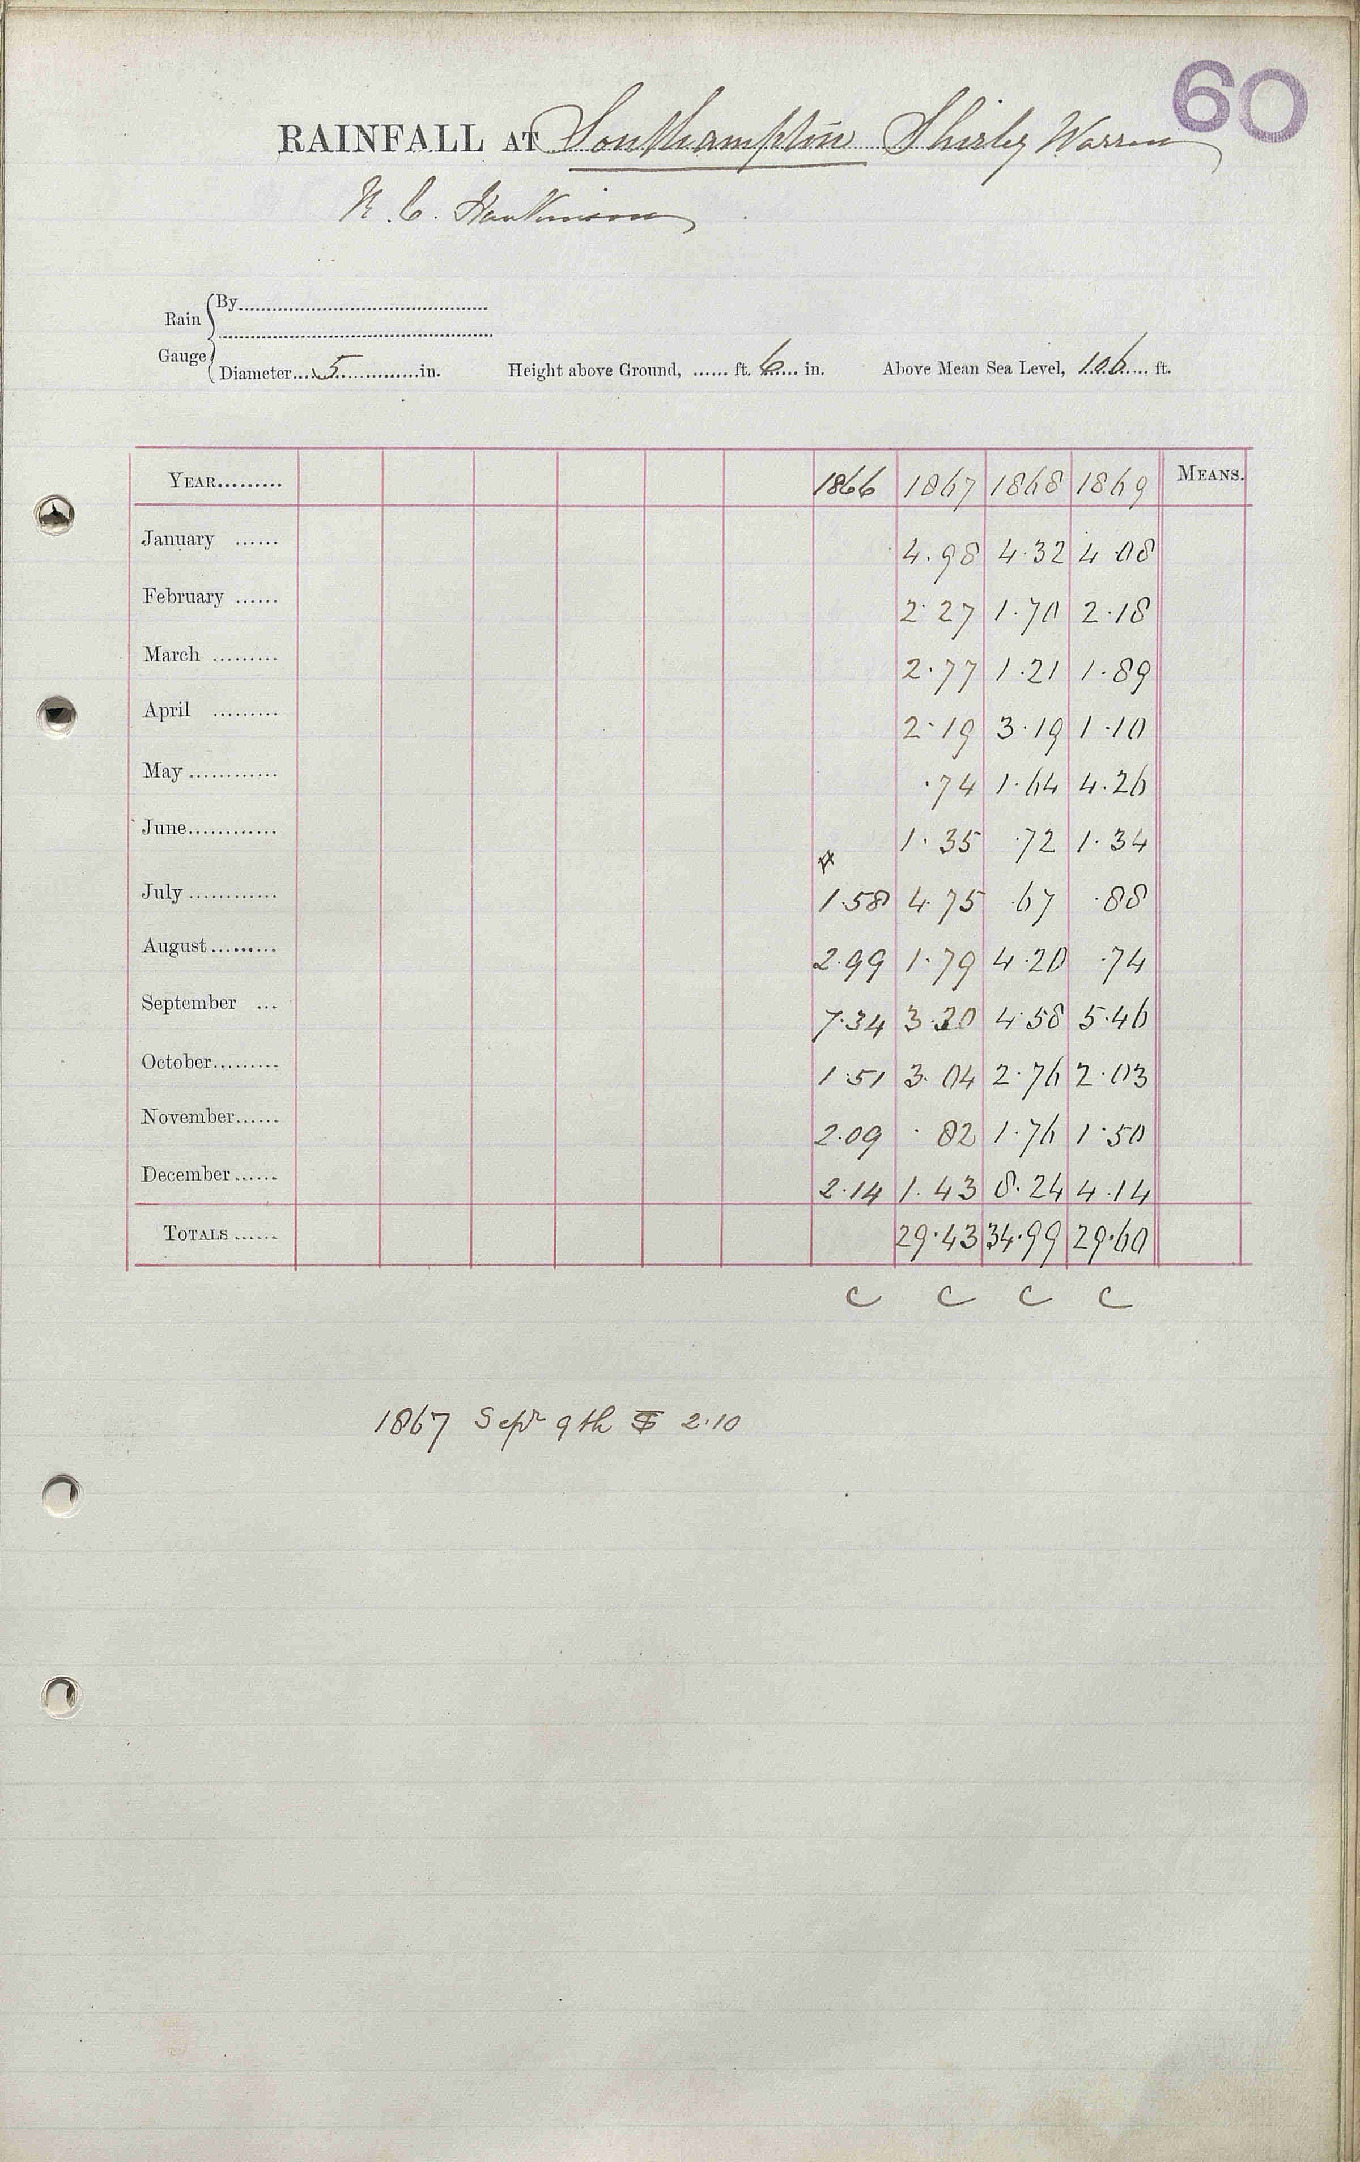 60
RAINFALL AT Southampton Shirley Warren
R. C. Hankinson
Rain Gauge
By
Diameter 5 in. Height above Ground, ...... ft. 6 in. Above Mean Sea Level, 106 ft.
YEAR......... 1866 1867 1868 1869 MEANS.
January ...... 4.98 4.32 4.08
February ...... 2.27 1.70 2.18
March ......... 2.77 1.21 1.89
April ......... 2.19 3.19 1.10
May ............ .74 1.64 4.26
June............ 1.35 .72 1.34
July ............ 1.58 4.75 .67 .88
August......... 2.99 1.79 4.20 .74
September ... 7.34 3.30 4.58 5.46
October......... 1.51 3.04 2.76 2.03
November...... 2.09 .82 1.76 1.50
December...... 2.14 1.43 8.24 4.14
TOTALS ...... 29.43 34.99 29.60
C C C C
1867 Sepr 9th 2.10